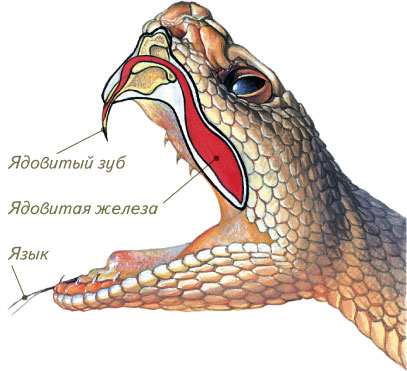 Ядовитый зуб
Ядовитая железа
Язык